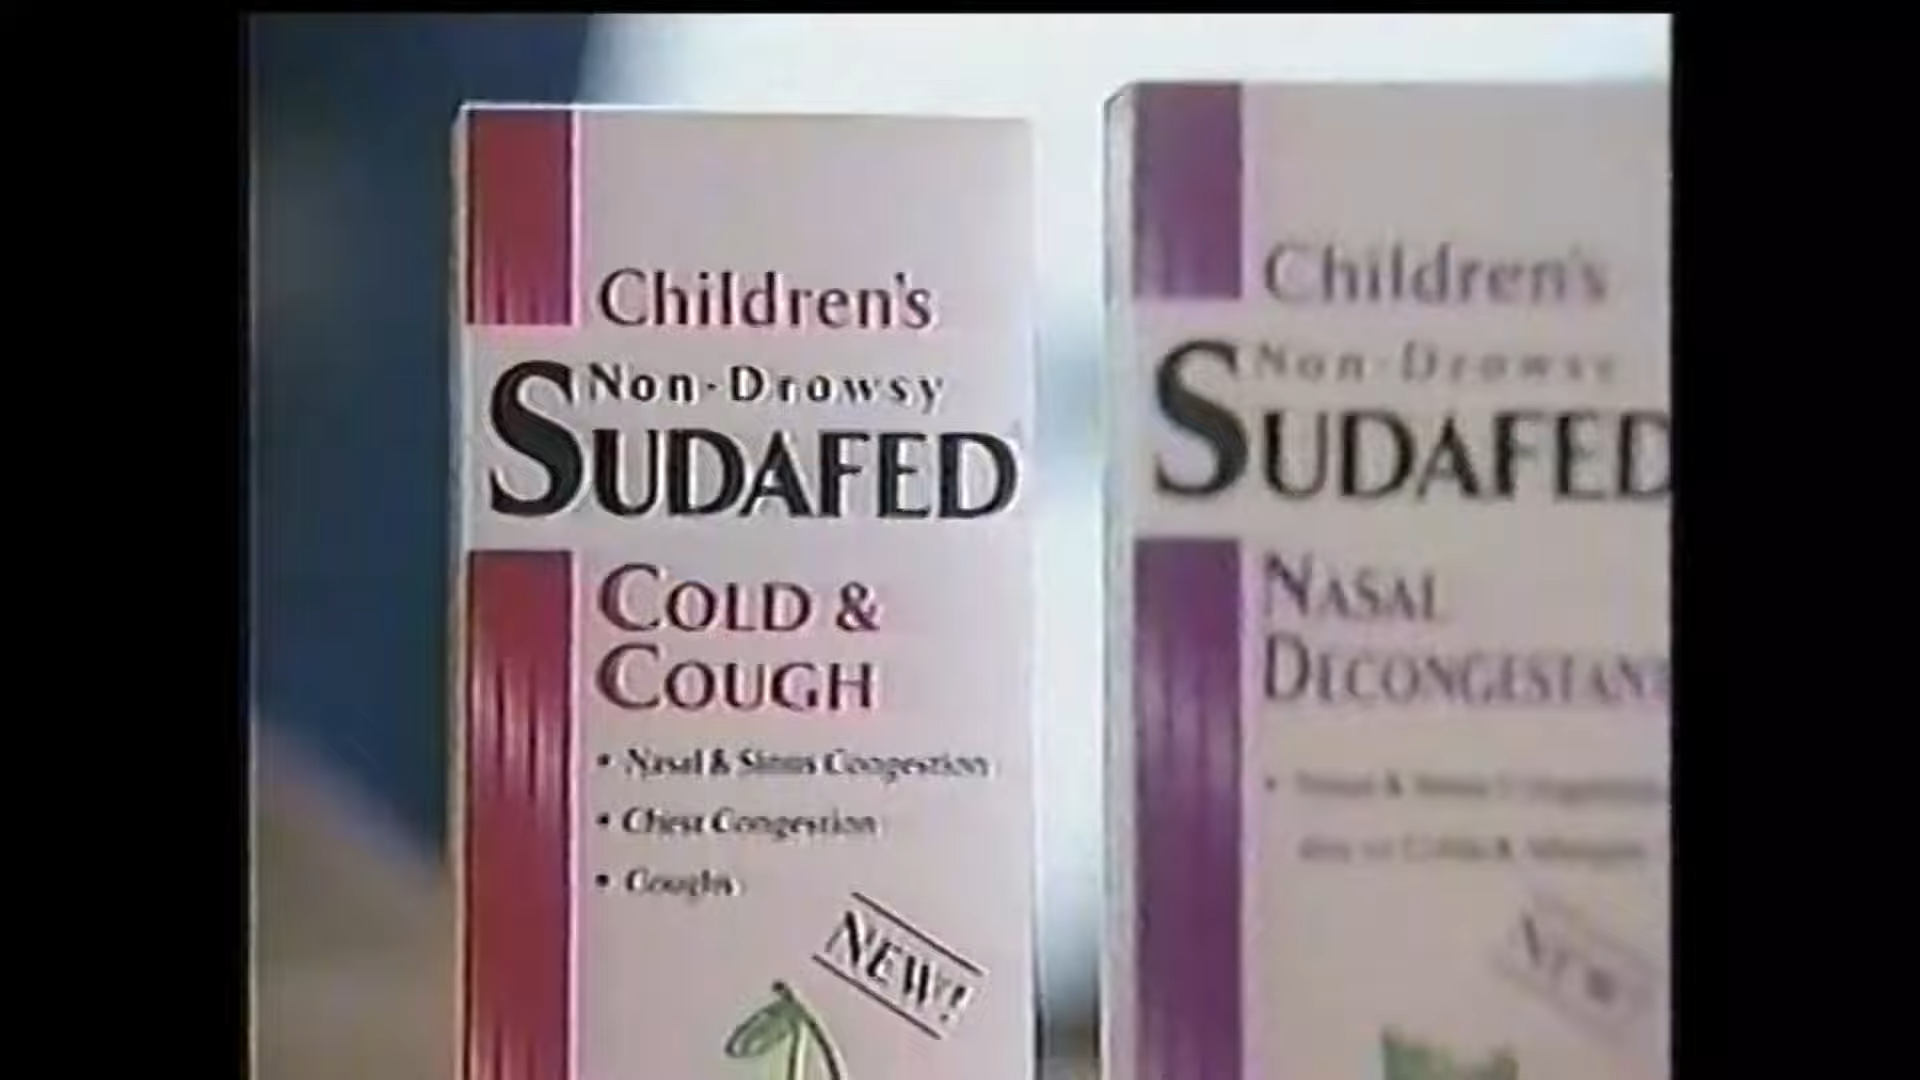 Children's
Non-Drowsy
SUDAFED
COLD &
COUGH
• Nasal & Sinus Congestion
• Chest Congestion
• Coughs
NEW!
Children's
Non-Drowsy
SUDAFED
NASAL
DECONGESTANT
NEW